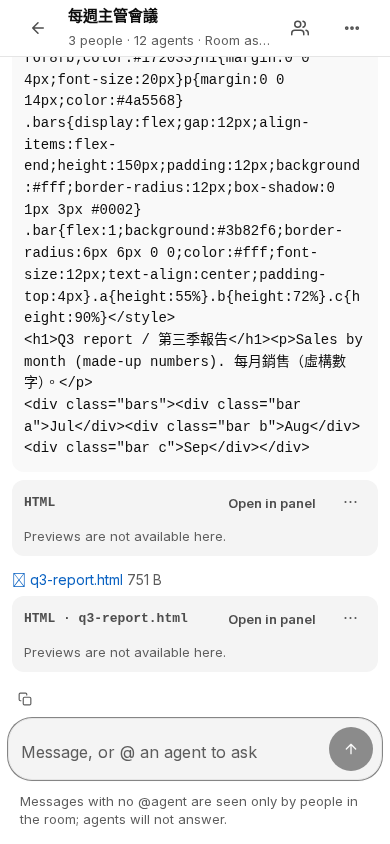 每週主管會議
3 people · 12 agents · Room as…
f6f8fb;color:#172033}h1{margin:0 0
4px;font-size:20px}p{margin:0 0
14px;color:#4a5568}
.bars{display:flex;gap:12px;align-
items:flex-
end;height:150px;padding:12px;background
:#fff;border-radius:12px;box-shadow:0
1px 3px #0002}
.bar{flex:1;background:#3b82f6;border-
radius:6px 6px 0 0;color:#fff;font-
size:12px;text-align:center;padding-
top:4px}.a{height:55%}.b{height:72%}.c{h
eight:90%}</style>
<h1>Q3 report / 第三季報告</h1><p>Sales by
month (made-up numbers). 每月銷售（虛構數
字）。</p>
<div class="bars"><div class="bar
a">Jul</div><div class="bar b">Aug</div>
<div class="bar c">Sep</div></div>
HTML
Open in panel
Previews are not available here.
q3-report.html 751 B
HTML · q3-report.html
Open in panel
Previews are not available here.
Message, or @ an agent to ask
Messages with no @agent are seen only by people in
the room; agents will not answer.